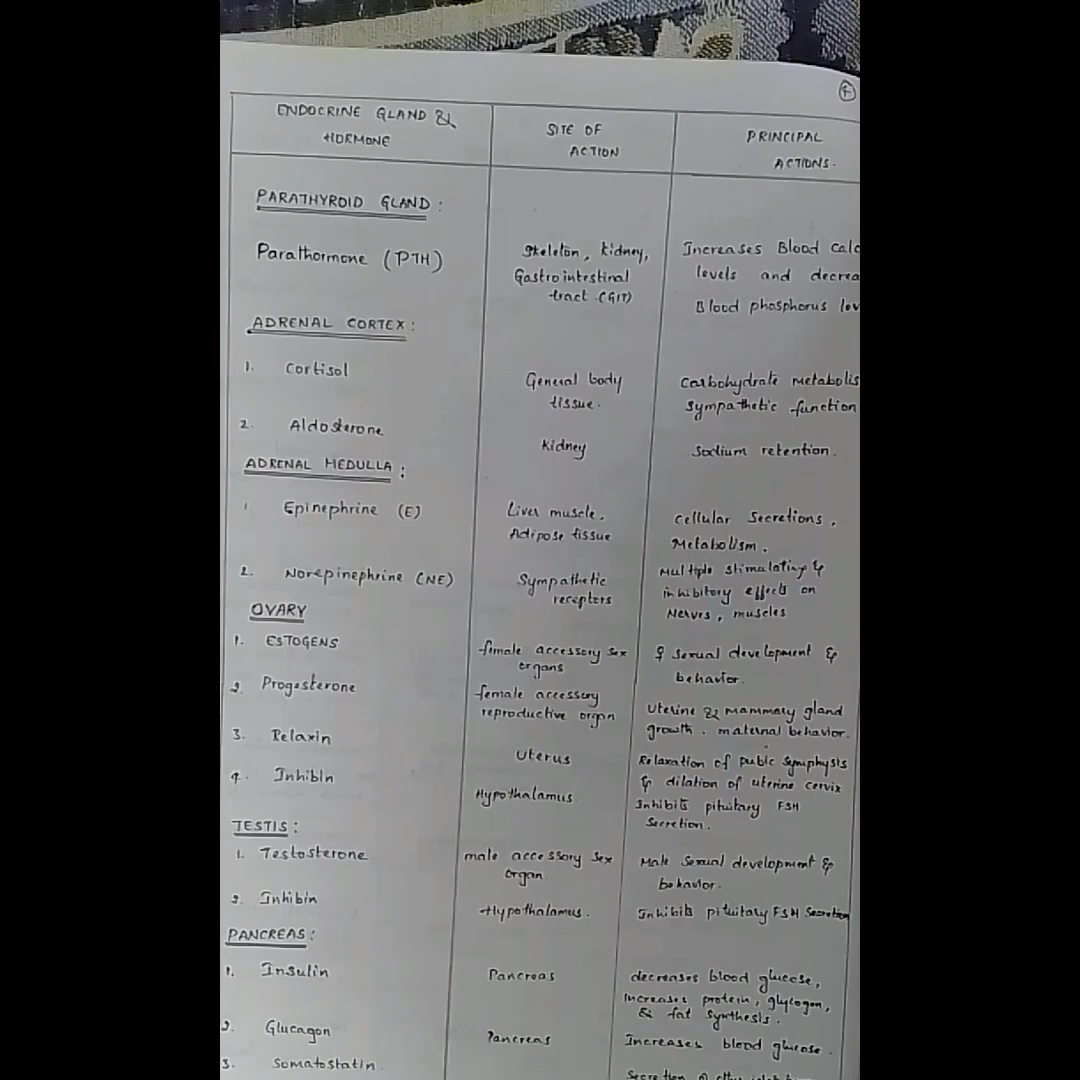 4
ENDOCRINE GLAND &
HORMONE
SITE OF
ACTION
PRINCIPAL
ACTIONS.
PARATHYROID GLAND :
Parathormone (PTH)
Skeleton, kidney,
Gastrointestinal
tract (GIT)
Increases Blood calc
levels and decrea
Blood phosphorus lev
ADRENAL CORTEX :
1. Cortisol
General body
tissue.
Carbohydrate metabolis
Sympathetic function
2. Aldosterone
kidney
Sodium retention.
ADRENAL MEDULLA :
1 Epinephrine (E)
Liver muscle.
Adipose tissue
Cellular Secretions.
Metabolism.
2. Norepinephrine (NE)
Sympathetic
receptors
Multiple stimulating &
inhibitory effects on
Nerves, muscles
OVARY
1. ESTOGENS
female accessory sex
organs
♀ sexual development &
behavior.
2. Progesterone
female accessory
reproductive organ
Uterine & mammary gland
growth. maternal behavior.
3. Relaxin
Uterus
Relaxation of pubic symphysis
& dilation of uterine cervix
4. Inhibin
Hypothalamus
Inhibits pituitary FSH
Secretion.
TESTIS :
1. Testosterone
male accessory sex
organ
Male sexual development &
behavior.
2. Inhibin
Hypothalamus.
Inhibits pituitary FSH Secretion
PANCREAS :
1. Insulin
Pancreas
decreases blood glucose,
increases protein, glycogen,
& fat synthesis.
2. Glucagon
Pancreas
Increases blood glucose.
3. Somatostatin